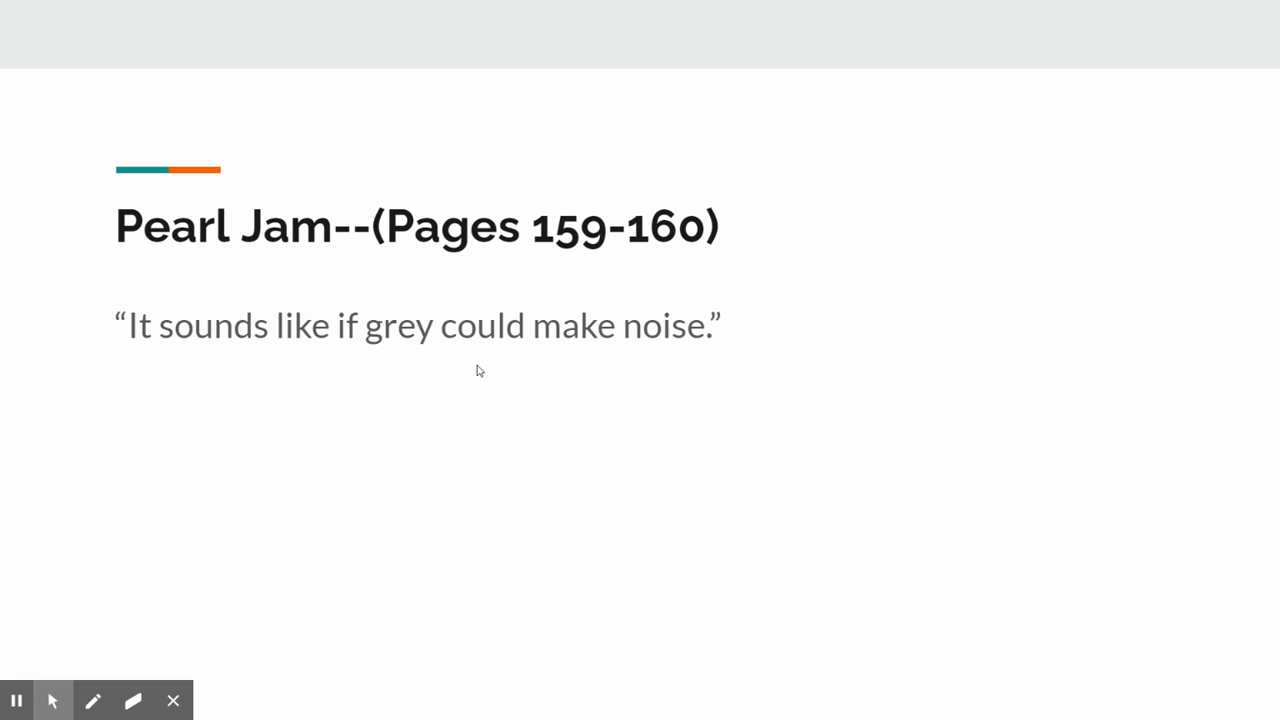 Pearl Jam--(Pages 159-160)
“It sounds like if grey could make noise.”